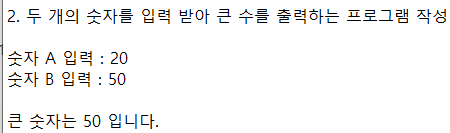 2. 두 개의 숫자를 입력 받아 큰 수를 출력하는 프로그램 작성
숫자 A 입력 : 20
숫자 B 입력 : 50
큰 숫자는 50 입니다.